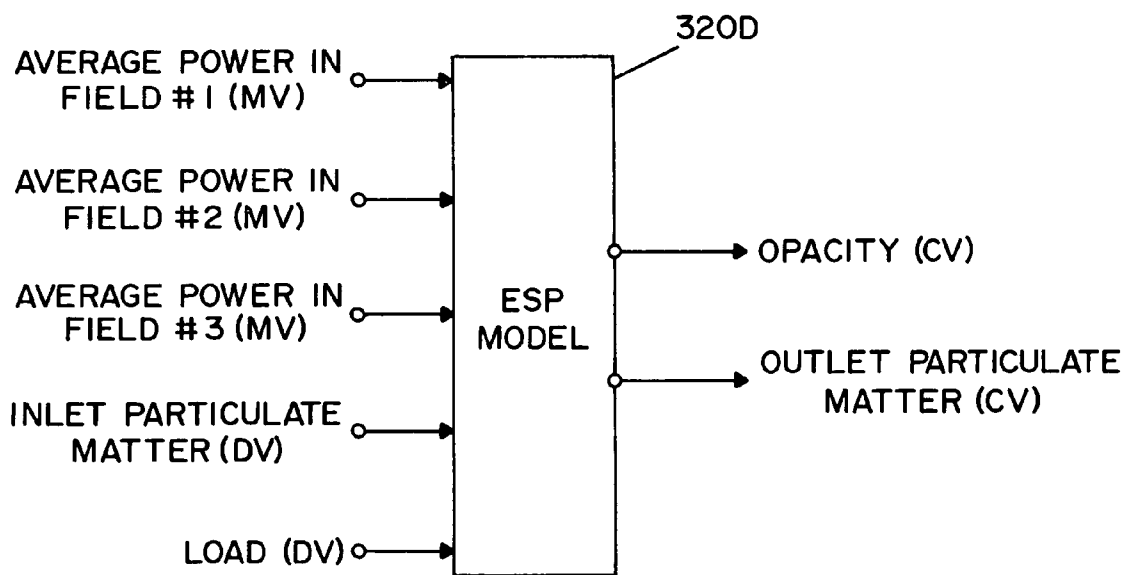 320D
AVERAGE POWER IN
FIELD #1 (MV)
AVERAGE POWER IN
FIELD #2 (MV)
AVERAGE POWER IN
FIELD #3 (MV)
INLET PARTICULATE
MATTER (DV)
LOAD (DV)
ESP
MODEL
OPACITY (CV)
OUTLET PARTICULATE
MATTER (CV)